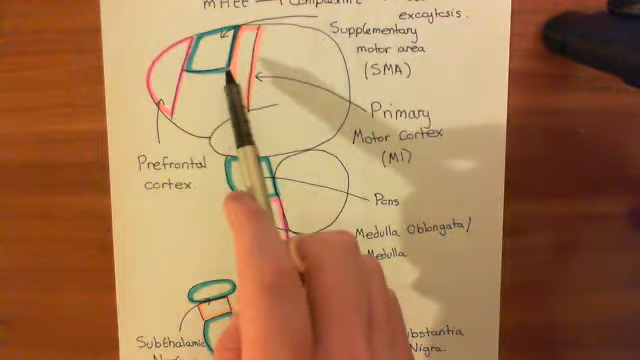 excytosis.
Supplementary
motor area
(SMA)
Primary
Motor Cortex
(MI)
Prefrontal
cortex
Pons
Medulla Oblongata/
Medulla
Subthalamic
Substantia
Nigra